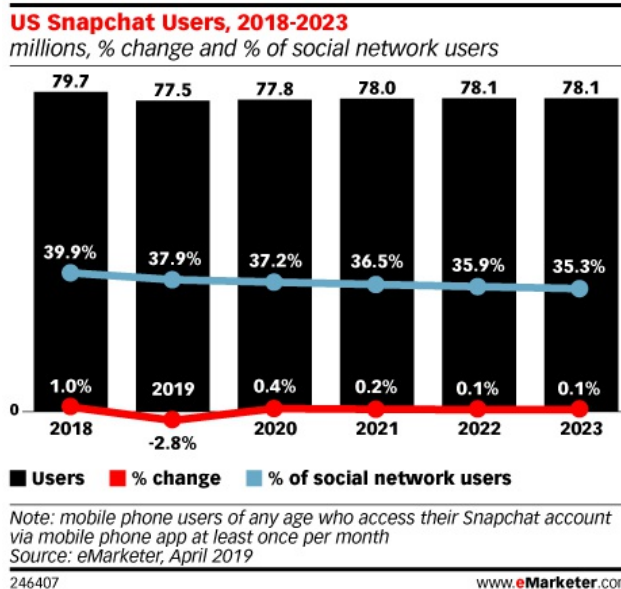 US Snapchat Users, 2018-2023
millions, % change and % of social network users
79.7 77.5 77.8 78.0 78.1 78.1
39.9% 37.9% 37.2% 36.5% 35.9% 35.3%
1.0% 2019 0.4% 0.2% 0.1% 0.1%
0
2018 -2.8% 2020 2021 2022 2023
Users % change % of social network users
Note: mobile phone users of any age who access their Snapchat account
via mobile phone app at least once per month
Source: eMarketer, April 2019
246407 www.eMarketer.com